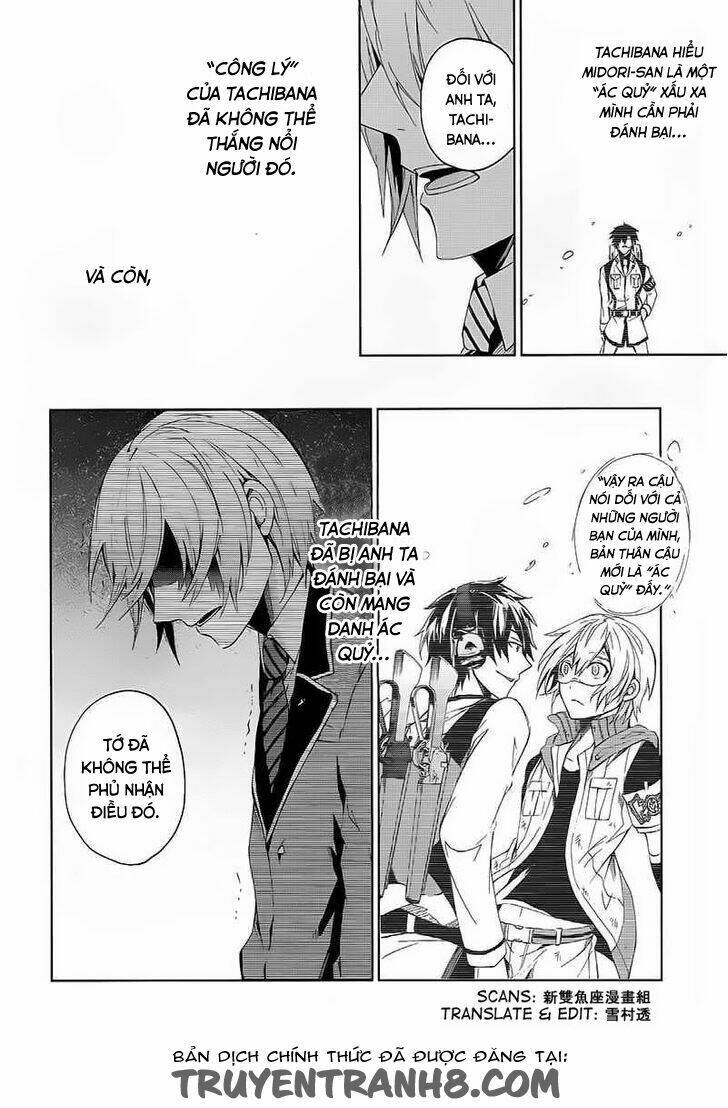 TACHIBANA HIỂU
MIDORI-SAN LÀ MỘT
"ÁC QUỶ" XẤU XA
MÌNH CẦN PHẢI
ĐÁNH BẠI...
ĐỐI VỚI
ANH TA,
TACHI-
BANA...
"CÔNG LÝ"
CỦA TACHIBANA
ĐÃ KHÔNG THỂ
THẮNG NỔI
NGƯỜI ĐÓ.
VÀ CÒN,
"VẬY RA CẬU
NÓI DỐI VỚI CẢ
NHỮNG NGƯỜI
BẠN CỦA MÌNH,
BẢN THÂN CẬU
MỚI LÀ "ÁC
QUỶ" ĐẤY."
TACHIBANA
ĐÃ BỊ ANH TA
ĐÁNH BẠI VÀ
CÒN MANG
DANH ÁC
QUỶ...
TỚ ĐÃ
KHÔNG THỂ
PHỦ NHẬN
ĐIỀU ĐÓ.
SCANS: 新雙魚座漫畫組
TRANSLATE & EDIT: 雪村透
BẢN DỊCH CHÍNH THỨC ĐÃ ĐƯỢC ĐĂNG TẠI:
TRUYENTRANH8.COM